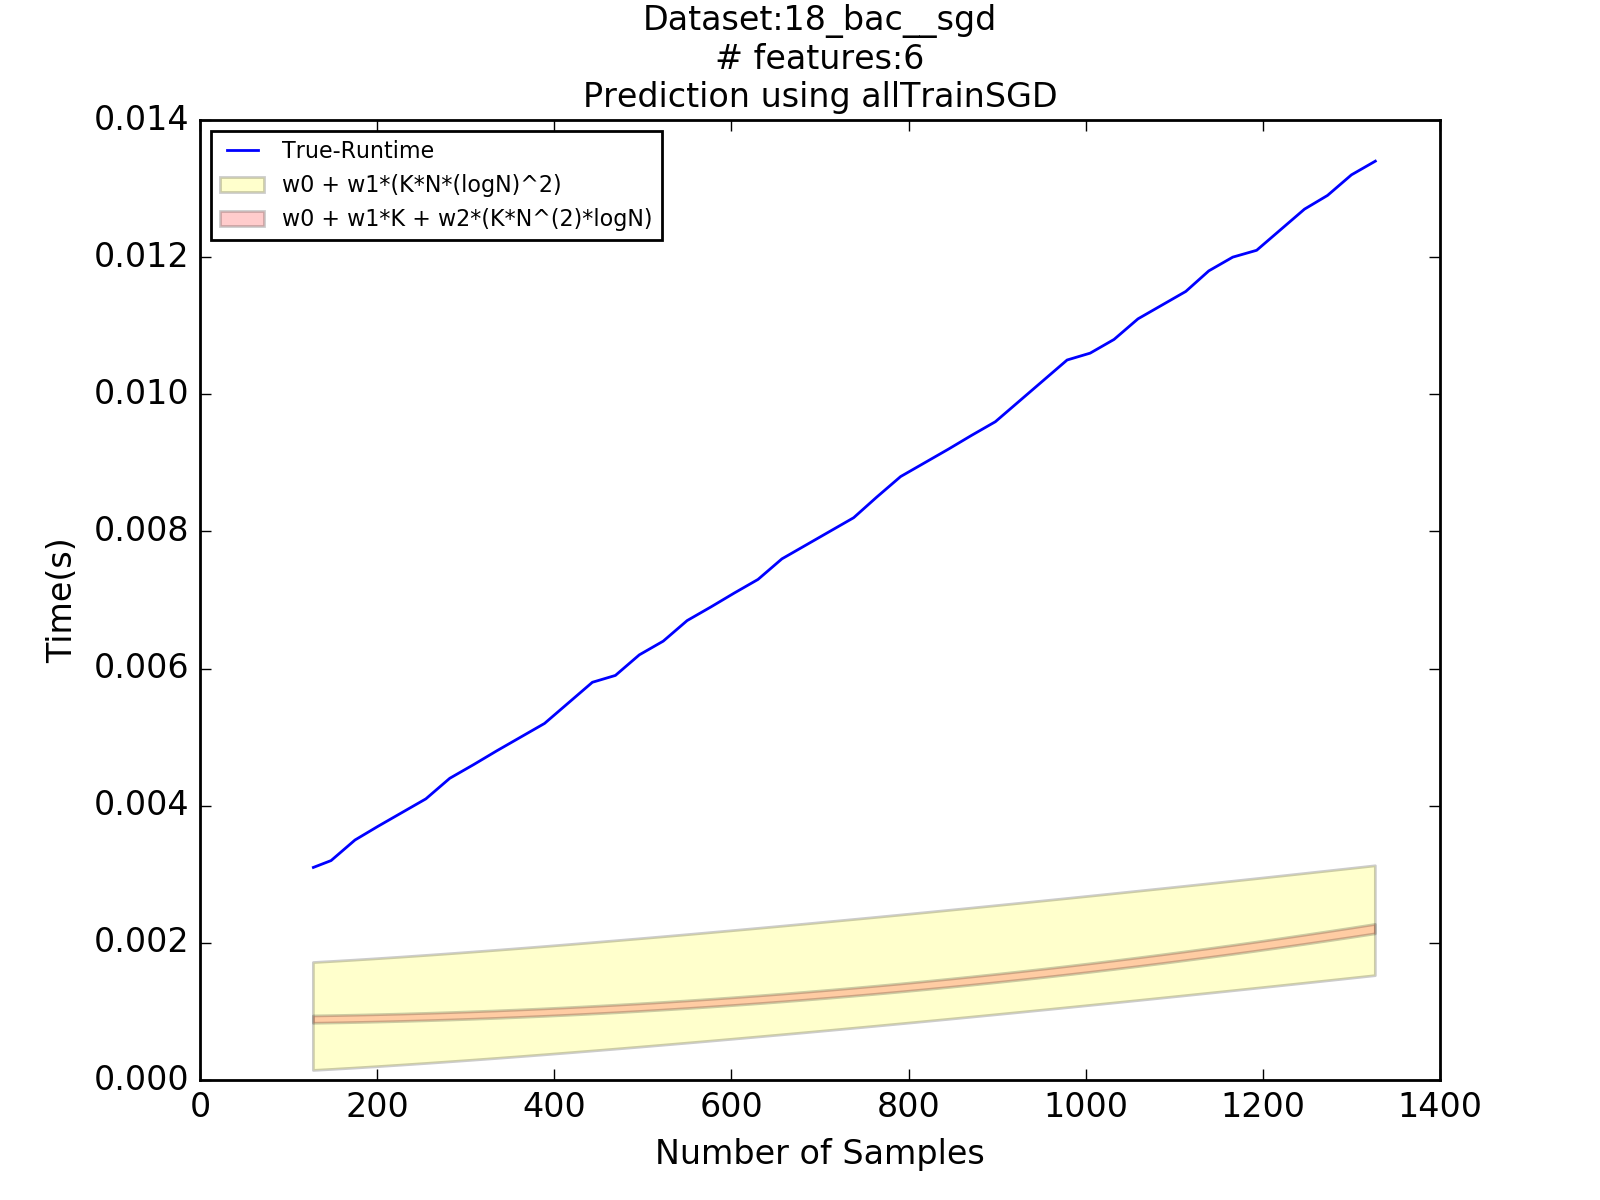 Dataset:18_bac__sgd
# features:6
Prediction using allTrainSGD
True-Runtime
w0 + w1*(K*N*(logN)^2)
w0 + w1*K + w2*(K*N^(2)*logN)
0.014
0.012
0.010
0.008
0.006
0.004
0.002
0.000
Time(s)
0 200 400 600 800 1000 1200 1400
Number of Samples